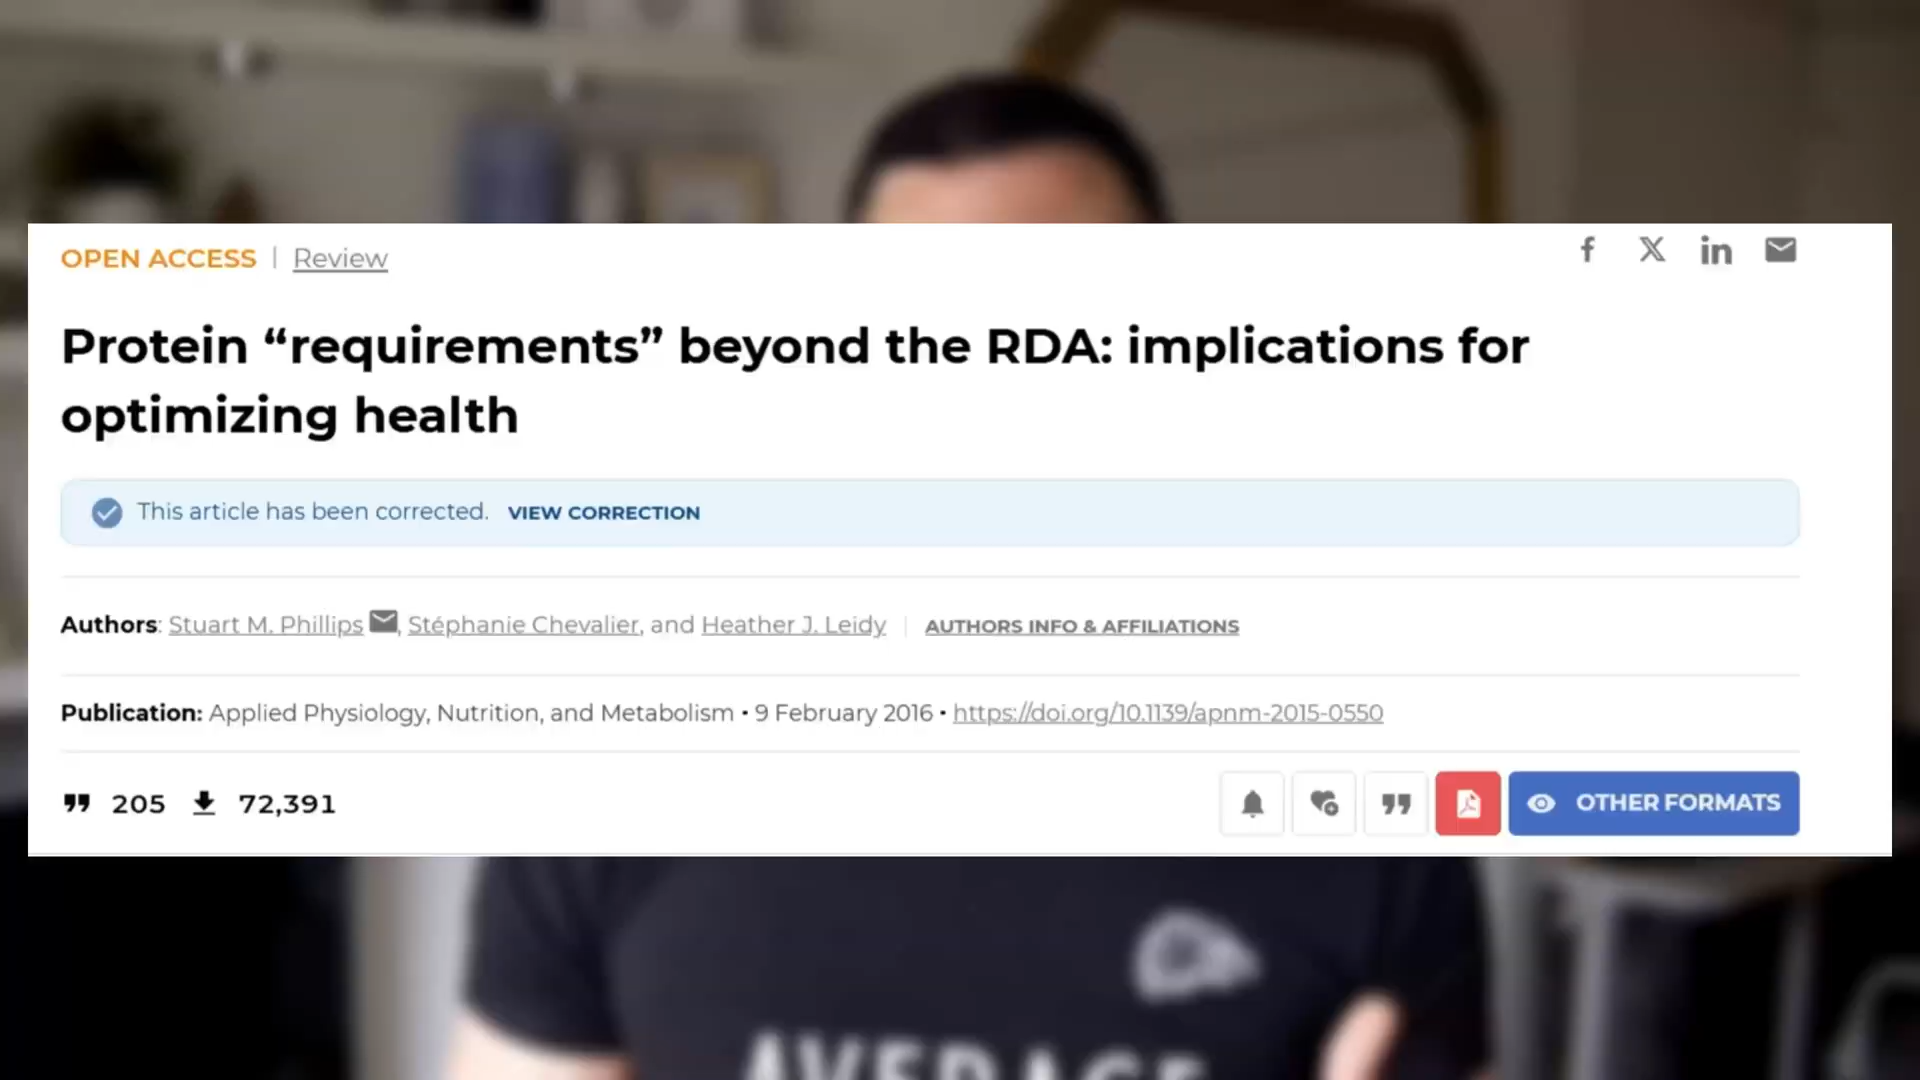 OPEN ACCESS | Review
Protein “requirements” beyond the RDA: implications for
optimizing health
This article has been corrected. VIEW CORRECTION
Authors: Stuart M. Phillips, Stéphanie Chevalier, and Heather J. Leidy | AUTHORS INFO & AFFILIATIONS
Publication: Applied Physiology, Nutrition, and Metabolism • 9 February 2016 • https://doi.org/10.1139/apnm-2015-0550
205 72,391
OTHER FORMATS
AVERAGE